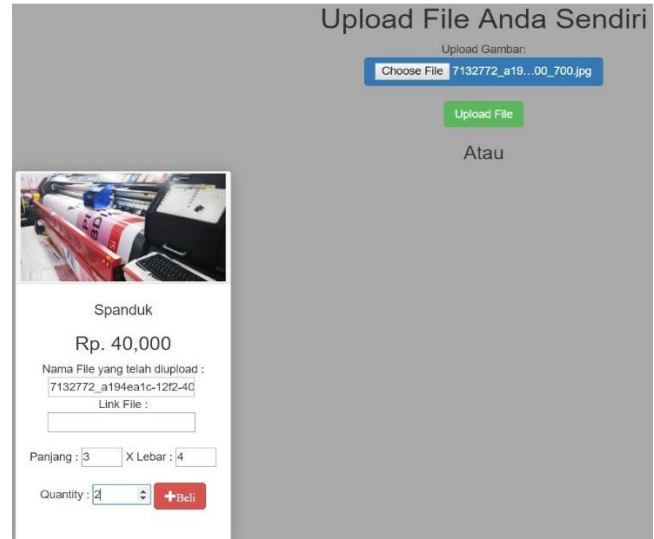 Upload File Anda Sendiri
Upload Gambar:
Choose File 7132772_a19...00_700.jpg
Upload File
Atau
Spanduk
Rp. 40,000
Nama File yang telah diupload :
7132772_a194ea1c-12f2-40
Link File :
Panjang : 3 X Lebar : 4
Quantity : 2 +Beli